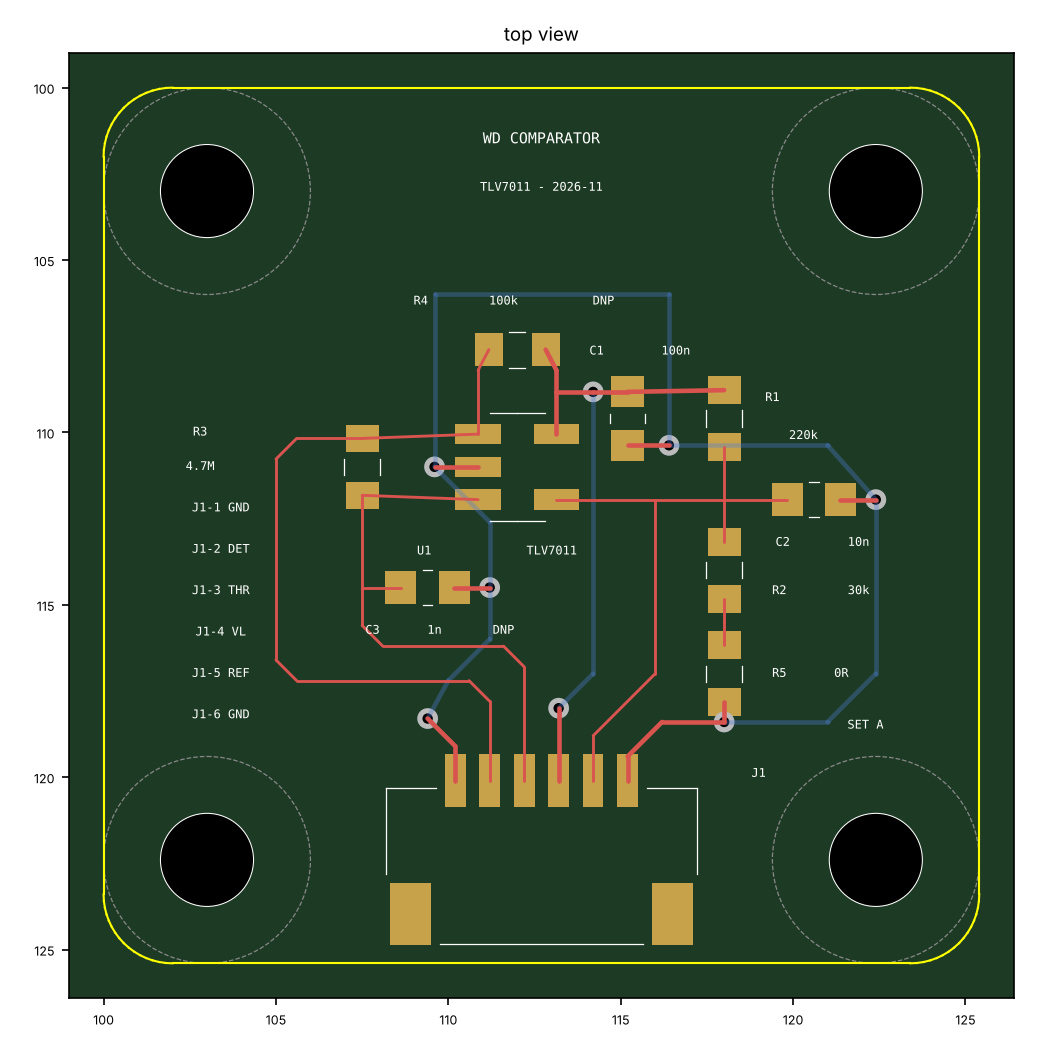 top view
100
WD COMPARATOR
TLV7011 - 2026-11
105
R4 100k DNP
C1 100n
R1
110
R3
220k
4.7M
J1-1 GND
J1-2 DET
C2 10n
U1 TLV7011
J1-3 THR
R2 30k
115
J1-4 VL
C3 1n DNP
J1-5 REF
R5 0R
J1-6 GND
SET A
J1
120
125
100 105 110 115 120 125